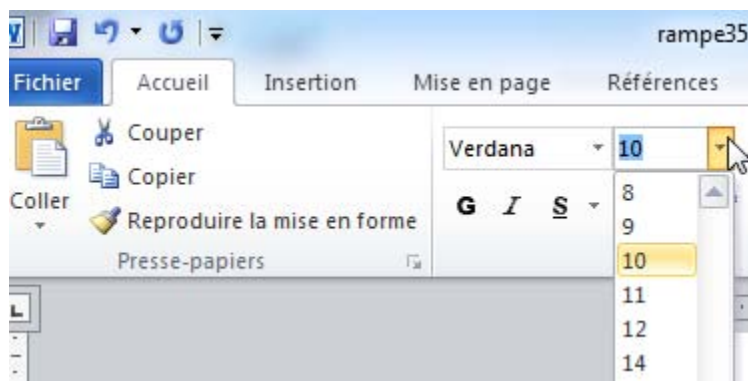 rampe35
Fichier Accueil Insertion Mise en page Références
Couper
Copier
Coller
Reproduire la mise en forme
Presse-papiers
Verdana 10
G I S
8
9
10
11
12
14